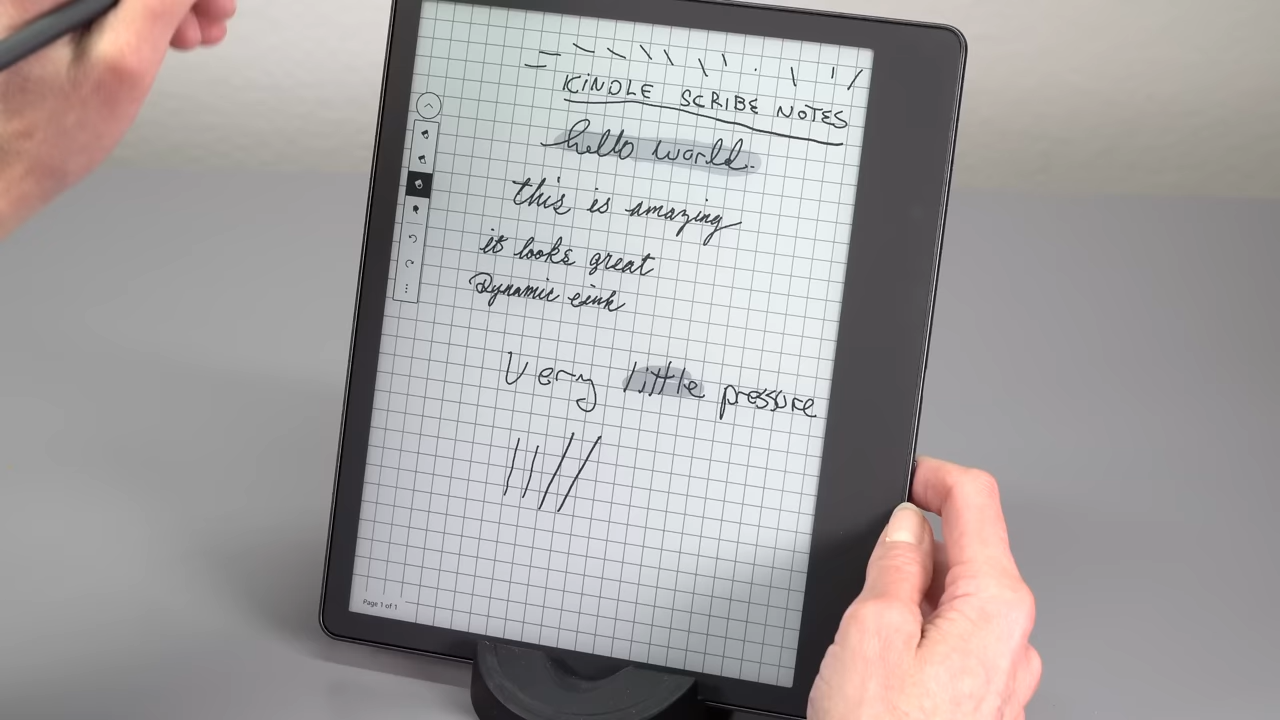 KiNDLE SCRIBE NOTES
hello world.
this is amazing
it looks great
Dynamic eink
Very little pressure
Page 1 of 1